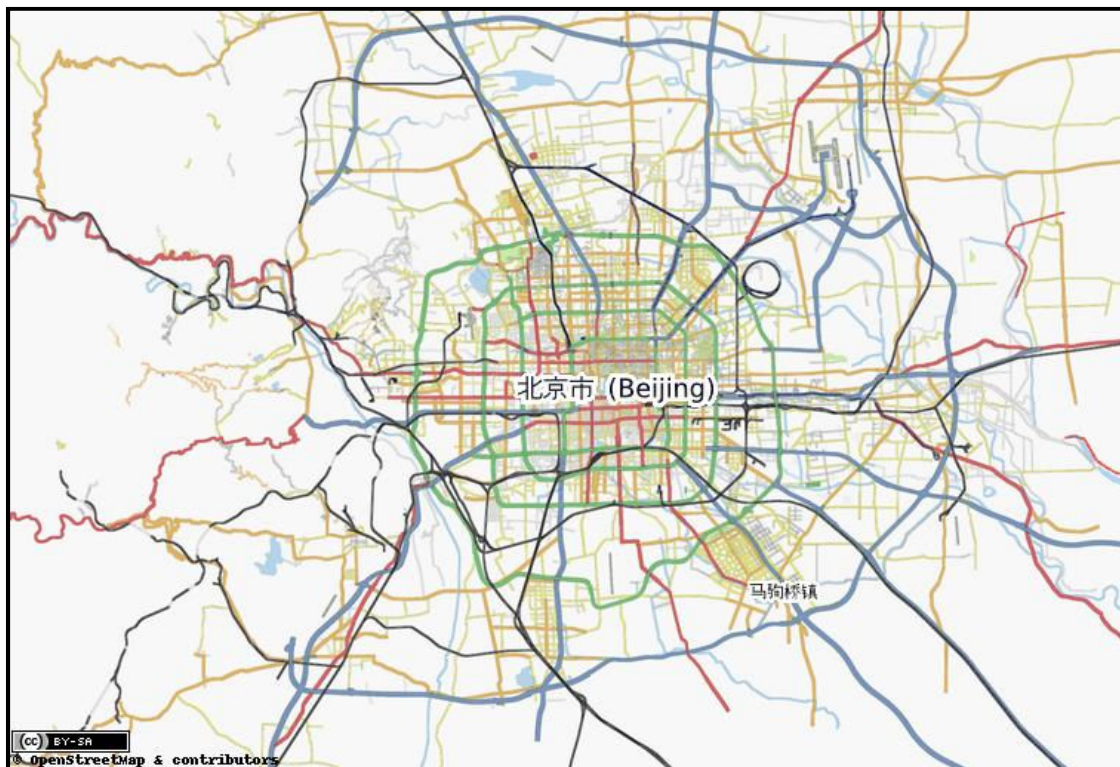 北京市 (Beijing)
马驹桥镇
(cc) BY-SA
© OpenStreetMap & contributors